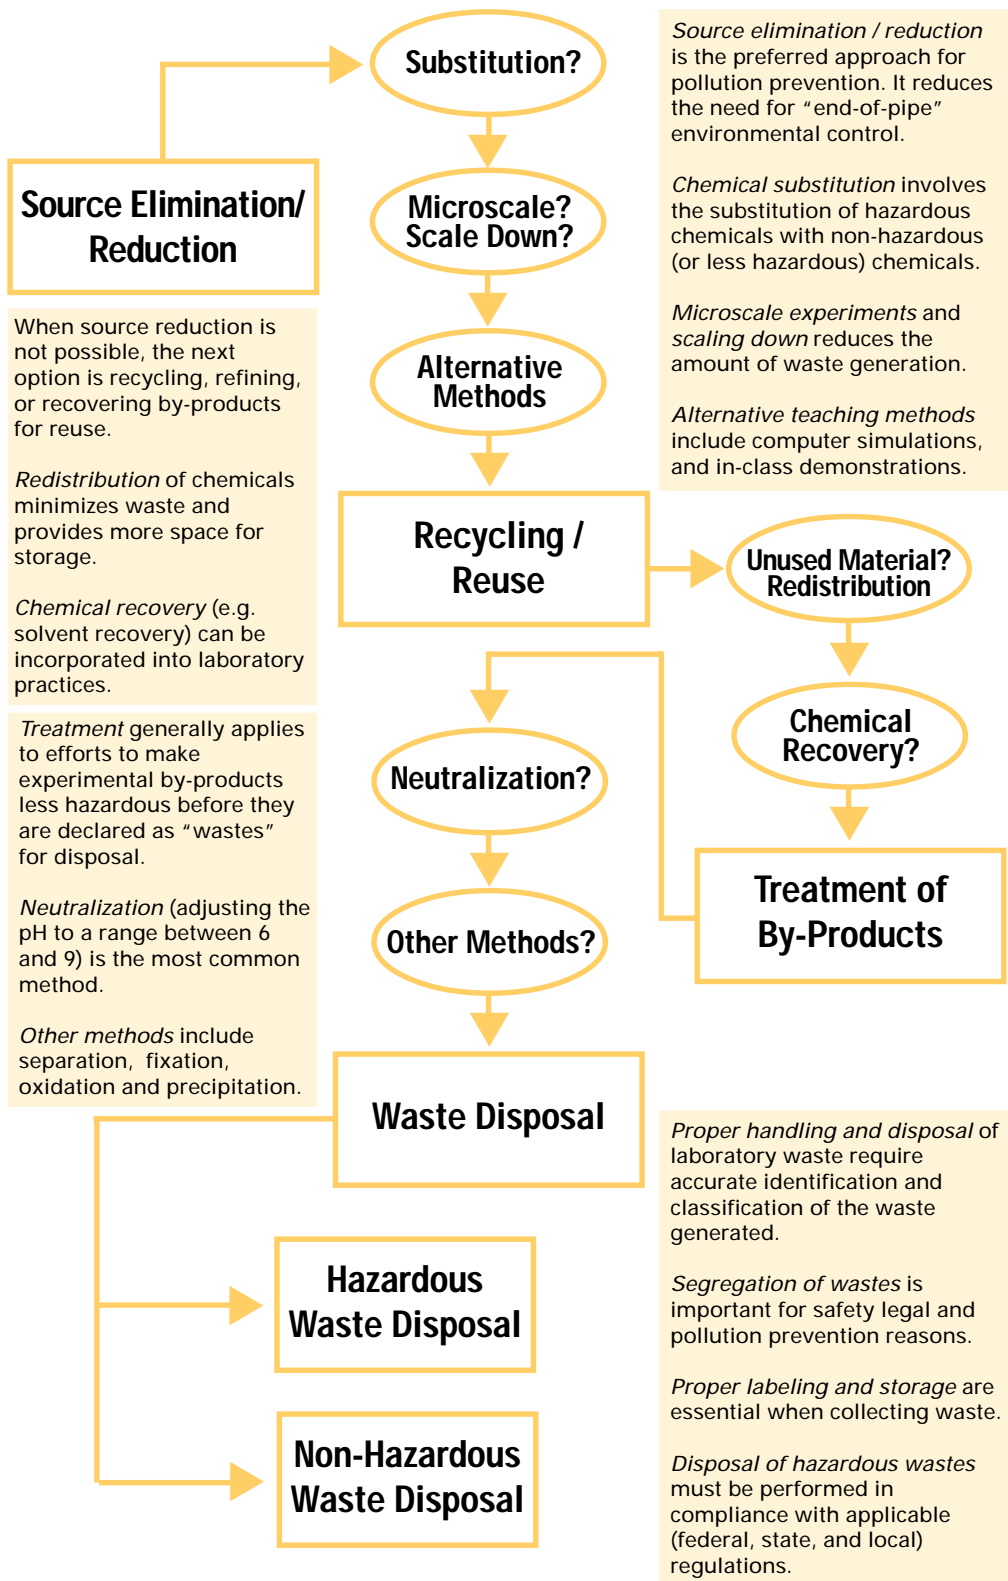 Substitution?
Source elimination / reduction
is the preferred approach for
pollution prevention. It reduces
the need for “end-of-pipe”
environmental control.
Chemical substitution involves
the substitution of hazardous
chemicals with non-hazardous
(or less hazardous) chemicals.
Microscale experiments and
scaling down reduces the
amount of waste generation.
Alternative teaching methods
include computer simulations,
and in-class demonstrations.
Source Elimination/
Reduction
Microscale?
Scale Down?
Alternative
Methods
When source reduction is
not possible, the next
option is recycling, refining,
or recovering by-products
for reuse.
Redistribution of chemicals
minimizes waste and
provides more space for
storage.
Chemical recovery (e.g.
solvent recovery) can be
incorporated into laboratory
practices.
Recycling /
Reuse
Unused Material?
Redistribution
Chemical
Recovery?
Treatment of
By-Products
Treatment generally applies
to efforts to make
experimental by-products
less hazardous before they
are declared as “wastes”
for disposal.
Neutralization (adjusting the
pH to a range between 6
and 9) is the most common
method.
Other methods include
separation, fixation,
oxidation and precipitation.
Neutralization?
Other Methods?
Waste Disposal
Proper handling and disposal of
laboratory waste require
accurate identification and
classification of the waste
generated.
Segregation of wastes is
important for safety legal and
pollution prevention reasons.
Proper labeling and storage are
essential when collecting waste.
Disposal of hazardous wastes
must be performed in
compliance with applicable
(federal, state, and local)
regulations.
Hazardous
Waste Disposal
Non-Hazardous
Waste Disposal